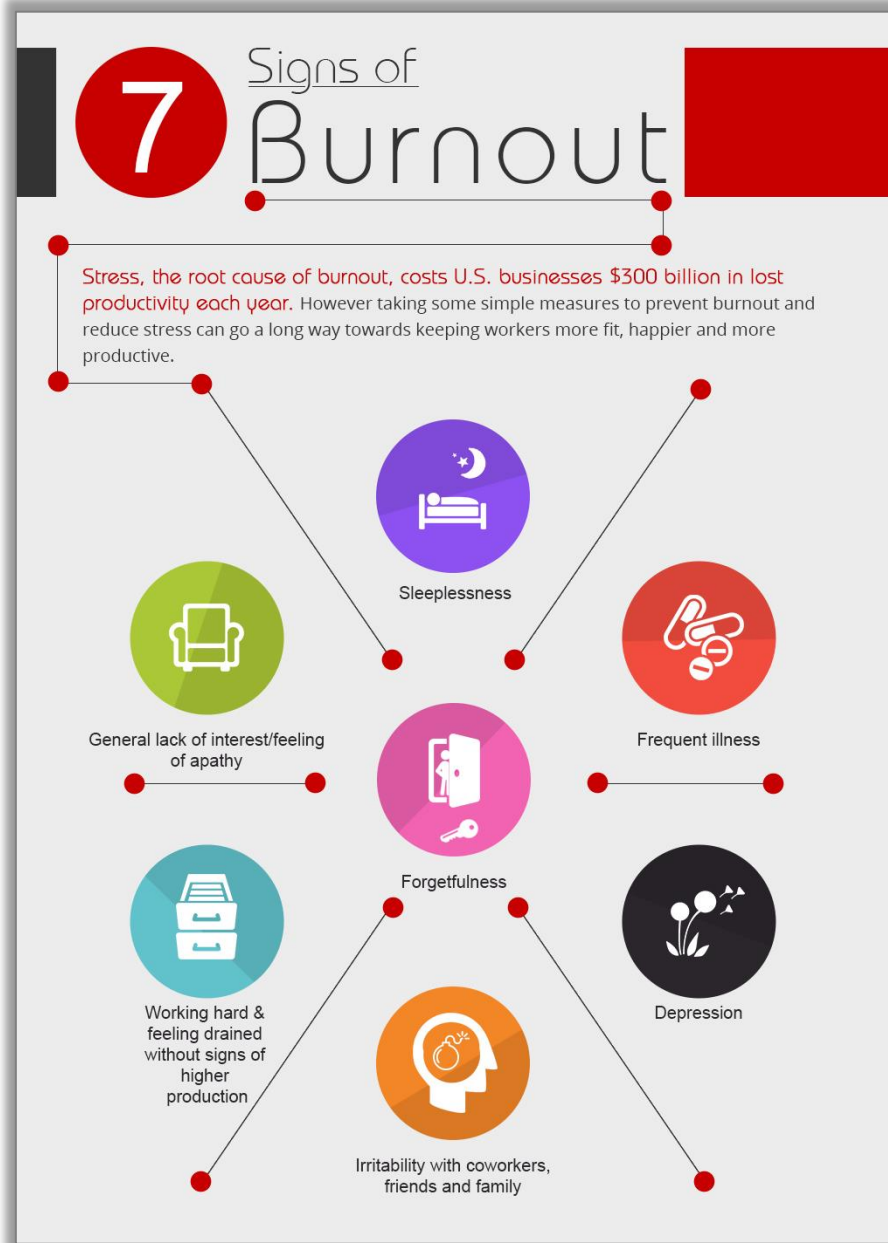 7
Signs of
Burnout
Stress, the root cause of burnout, costs U.S. businesses $300 billion in lost
productivity each year. However taking some simple measures to prevent burnout and
reduce stress can go a long way towards keeping workers more fit, happier and more
productive.
Sleeplessness
General lack of interest/feeling
of apathy
Frequent illness
Forgetfulness
Working hard &
feeling drained
without signs of
higher
production
Depression
Irritability with coworkers,
friends and family